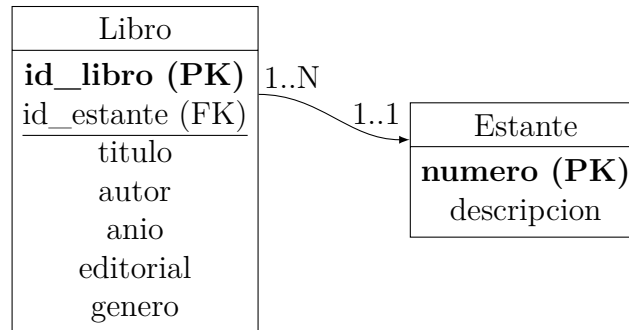 Libro
id_libro (PK)
id_estante (FK)
titulo
autor
anio
editorial
genero
1..N
1..1
Estante
numero (PK)
descripcion